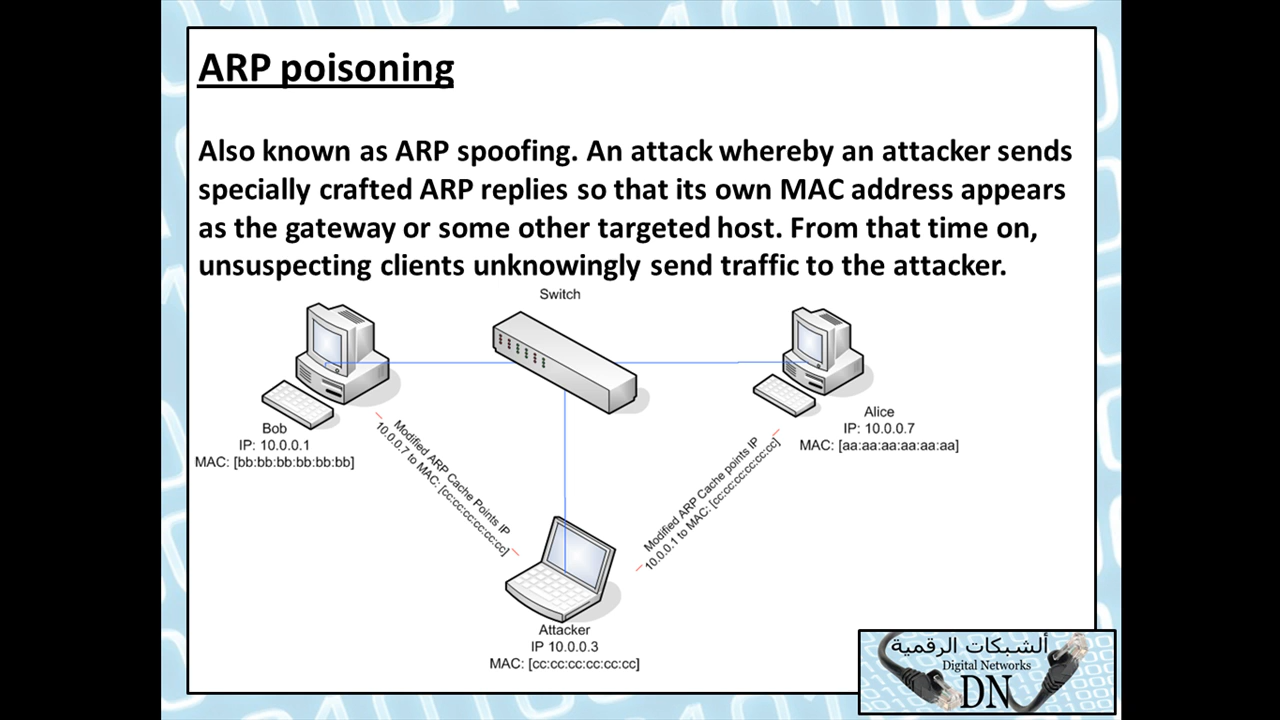 ARP poisoning
Also known as ARP spoofing. An attack whereby an attacker sends
specially crafted ARP replies so that its own MAC address appears
as the gateway or some other targeted host. From that time on,
unsuspecting clients unknowingly send traffic to the attacker.
Switch
Bob
IP: 10.0.0.1
MAC: [bb:bb:bb:bb:bb:bb]
Alice
IP: 10.0.0.7
MAC: [aa:aa:aa:aa:aa:aa]
Modified ARP Cache Points IP
10.0.0.7 to MAC: [cc:cc:cc:cc:cc:cc]
Modified ARP Cache points IP
10.0.0.1 to MAC: [cc:cc:cc:cc:cc:cc]
Attacker
IP 10.0.0.3
MAC: [cc:cc:cc:cc:cc:cc]
ألشبكات الرقمية
Digital Networks
DN